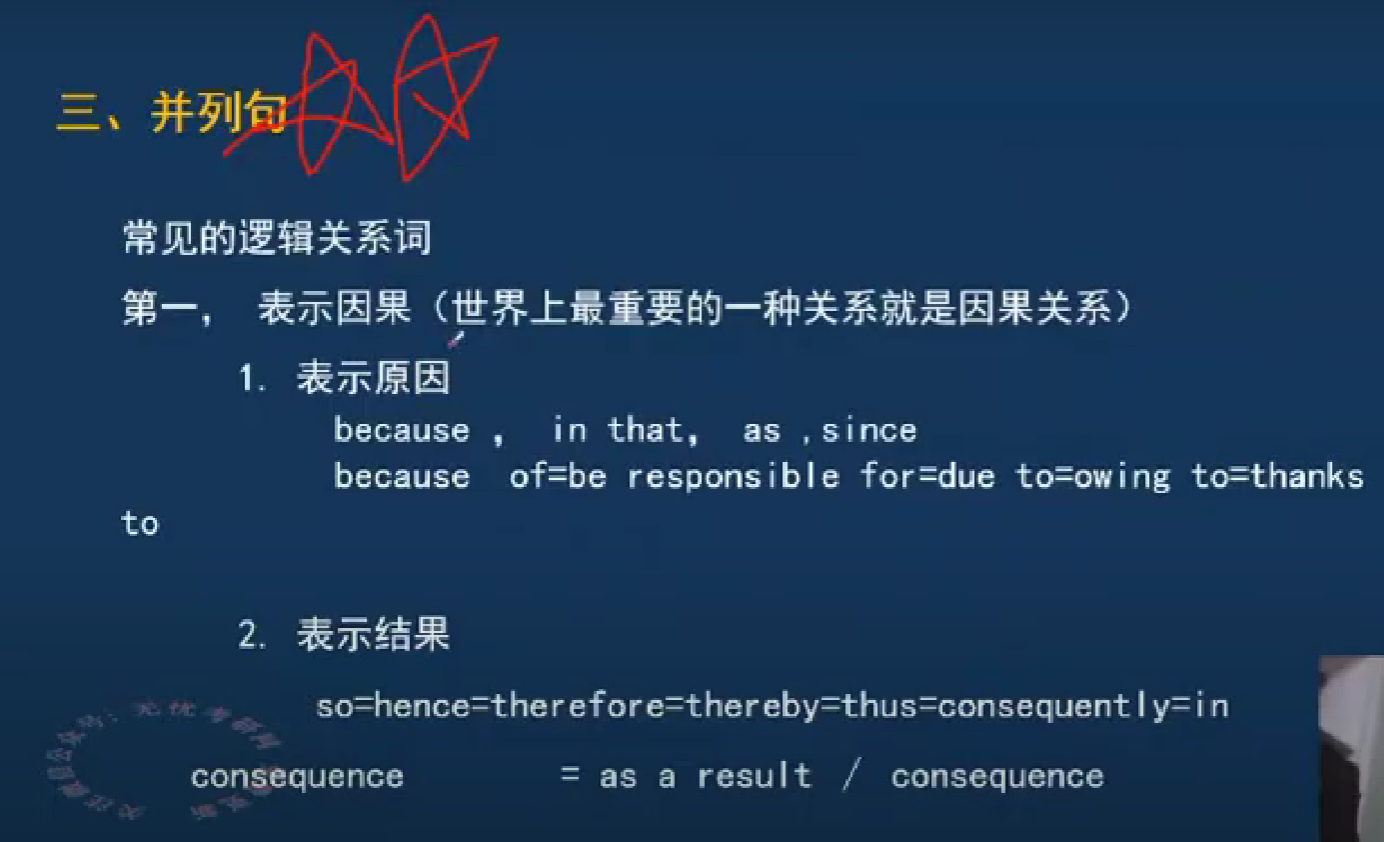 三、并列句
常见的逻辑关系词
第一， 表示因果（世界上最重要的一种关系就是因果关系）
1. 表示原因
because ， in that， as ,since
because of=be responsible for=due to=owing to=thanks
to
2. 表示结果
so=hence=therefore=thereby=thus=consequently=in
consequence = as a result / consequence